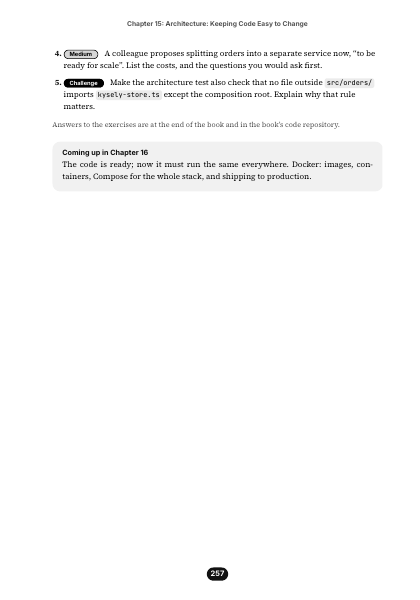 Chapter 15: Architecture: Keeping Code Easy to Change
4. Medium A colleague proposes splitting orders into a separate service now, “to be
ready for scale”. List the costs, and the questions you would ask first.
5. Challenge Make the architecture test also check that no file outside src/orders/
imports kysely-store.ts except the composition root. Explain why that rule
matters.
Answers to the exercises are at the end of the book and in the book’s code repository.
Coming up in Chapter 16
The code is ready; now it must run the same everywhere. Docker: images, con-
tainers, Compose for the whole stack, and shipping to production.
257